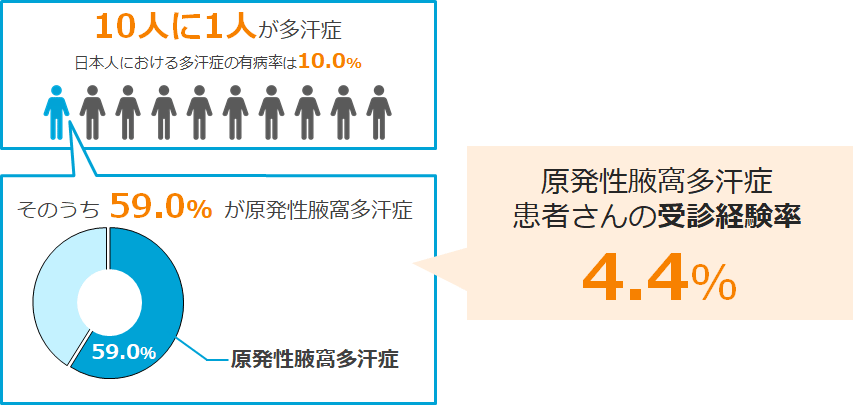 10人に1人が多汗症
日本人における多汗症の有病率は10.0%
そのうち 59.0% が原発性腋窩多汗症
59.0%
原発性腋窩多汗症
原発性腋窩多汗症
患者さんの受診経験率
4.4%